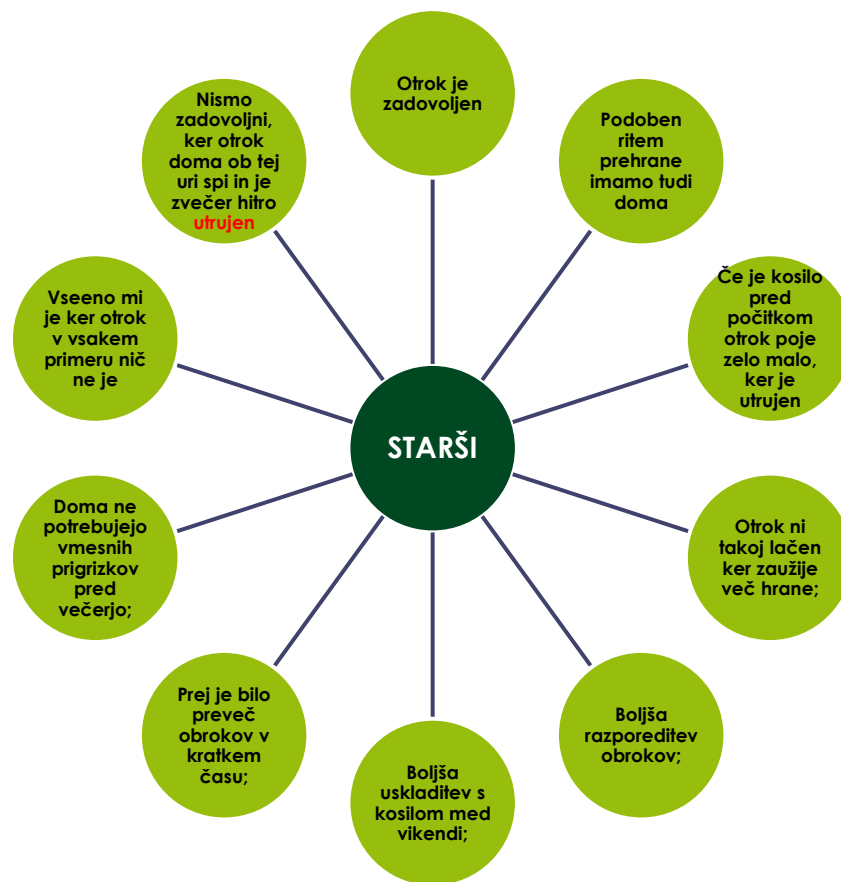 Otrok je
zadovoljen
Podoben
ritem
prehrane
imamo tudi
doma
Če je kosilo
pred
počitkom
otrok poje
zelo malo,
ker je
utrujen
Otrok ni
takoj lačen
ker zaužije
več hrane;
Boljša
razporeditev
obrokov;
Boljša
uskladitev s
kosilom med
vikendi;
Prej je bilo
preveč
obrokov v
kratkem
času;
Doma ne
potrebujejo
vmesnih
prigrizkov
pred
večerjo;
Vseeno mi
je ker otrok
v vsakem
primeru nič
ne je
Nismo
zadovoljni,
ker otrok
doma ob tej
uri spi in je
zvečer hitro
utrujen
STARŠI